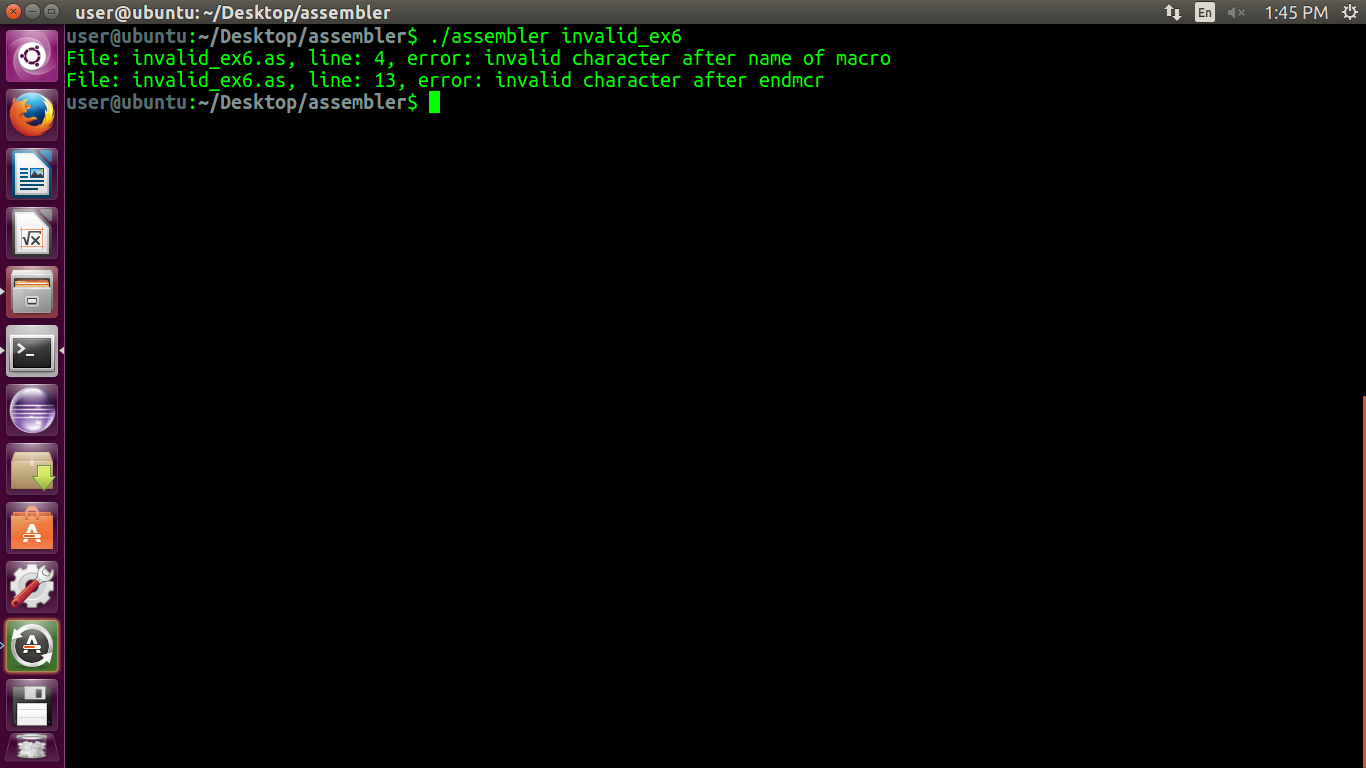 user@ubuntu: ~/Desktop/assembler
En
1:45 PM
user@ubuntu:~/Desktop/assembler$ ./assembler invalid_ex6
File: invalid_ex6.as, line: 4, error: invalid character after name of macro
File: invalid_ex6.as, line: 13, error: invalid character after endmcr
user@ubuntu:~/Desktop/assembler$